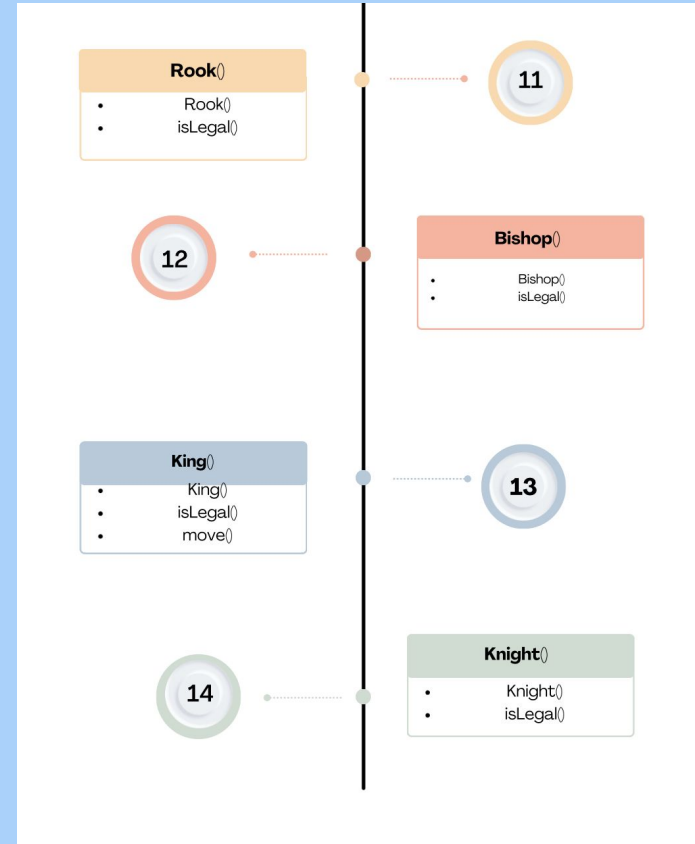 Rook()
• Rook()
• isLegal()
11
12
Bishop()
• Bishop()
• isLegal()
King()
• King()
• isLegal()
• move()
13
14
Knight()
• Knight()
• isLegal()